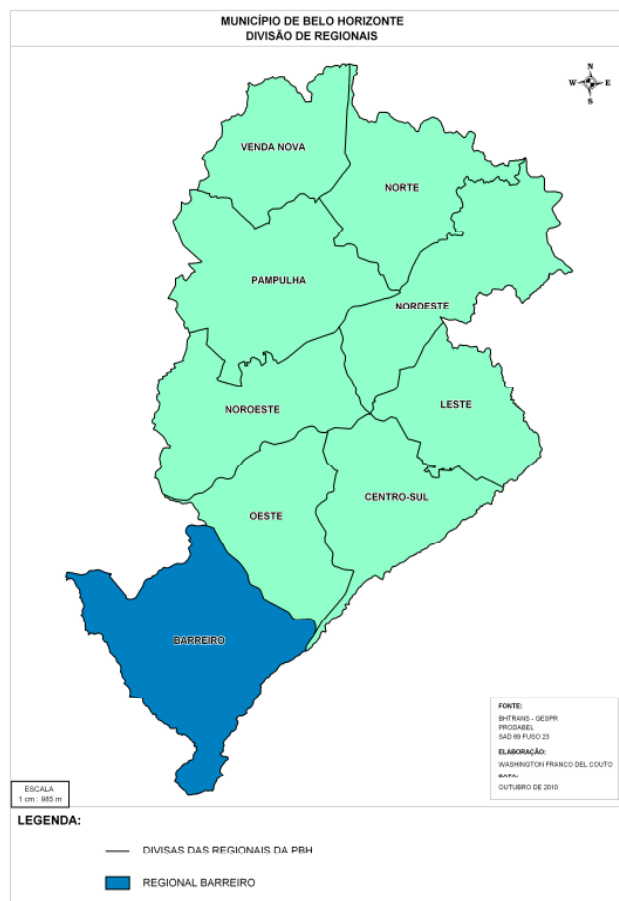 MUNICÍPIO DE BELO HORIZONTE
DIVISÃO DE REGIONAIS
N
W E
S
VENDA NOVA
NORTE
PAMPULHA
NORDESTE
NOROESTE
LESTE
CENTRO-SUL
OESTE
BARREIRO
FONTE:
BHTRANS - GESPR
PRODABEL
SAD 69 FUSO 23
ELABORAÇÃO:
WASHINGTON FRANCO DEL COUTO
DATA:
OUTUBRO DE 2010
ESCALA
1 cm : 985 m
LEGENDA:
DIVISAS DAS REGIONAIS DA PBH
REGIONAL BARREIRO